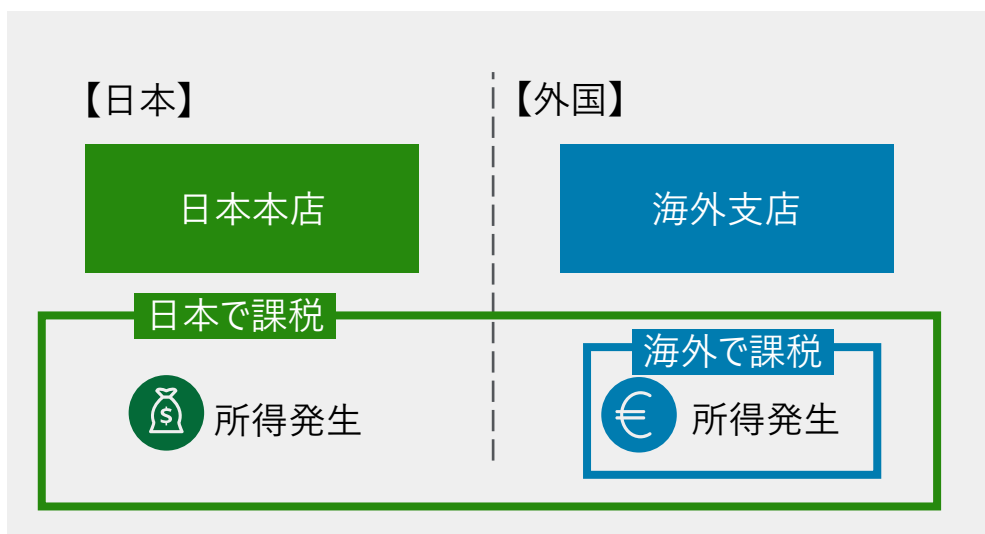 【日本】
【外国】
日本本店
海外支店
日本で課税
海外で課税
$ 所得発生
€ 所得発生